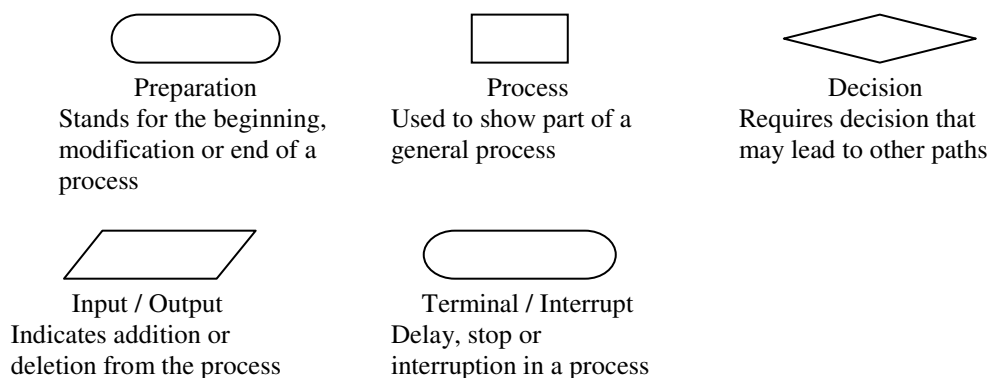 Preparation
Stands for the beginning,
modification or end of a
process
Process
Used to show part of a
general process
Decision
Requires decision that
may lead to other paths
Input / Output
Indicates addition or
deletion from the process
Terminal / Interrupt
Delay, stop or
interruption in a process